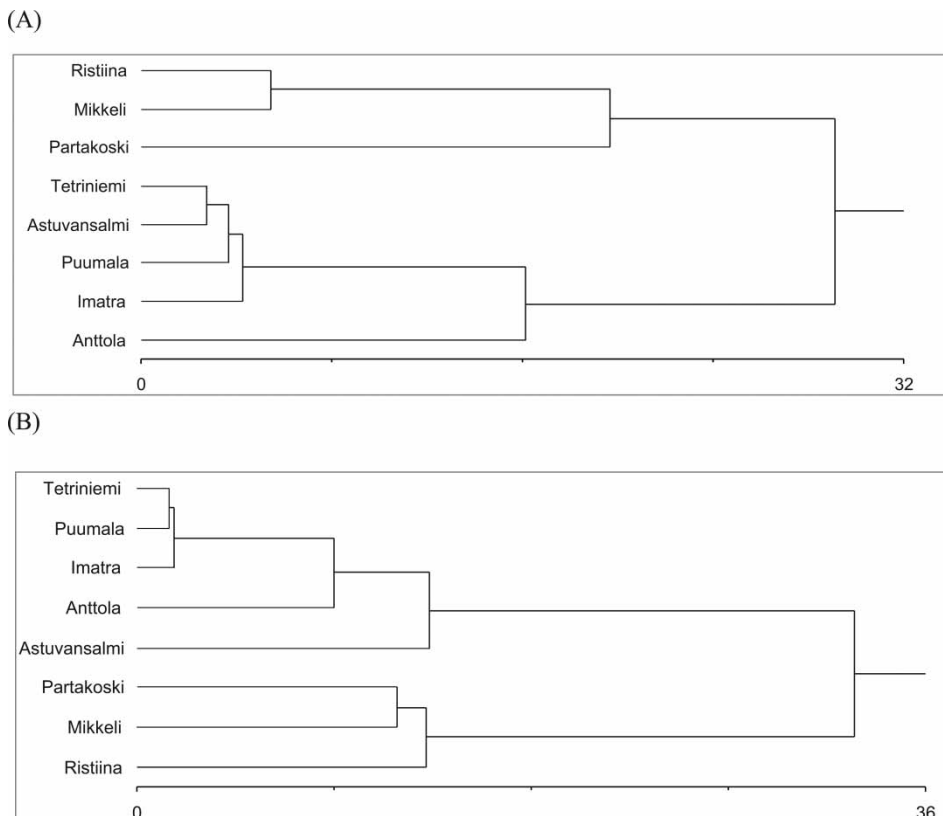 (A)
Ristiina
Mikkeli
Partakoski
Tetriniemi
Astuvansalmi
Puumala
Imatra
Anttola
0 32
(B)
Tetriniemi
Puumala
Imatra
Anttola
Astuvansalmi
Partakoski
Mikkeli
Ristiina
0 36